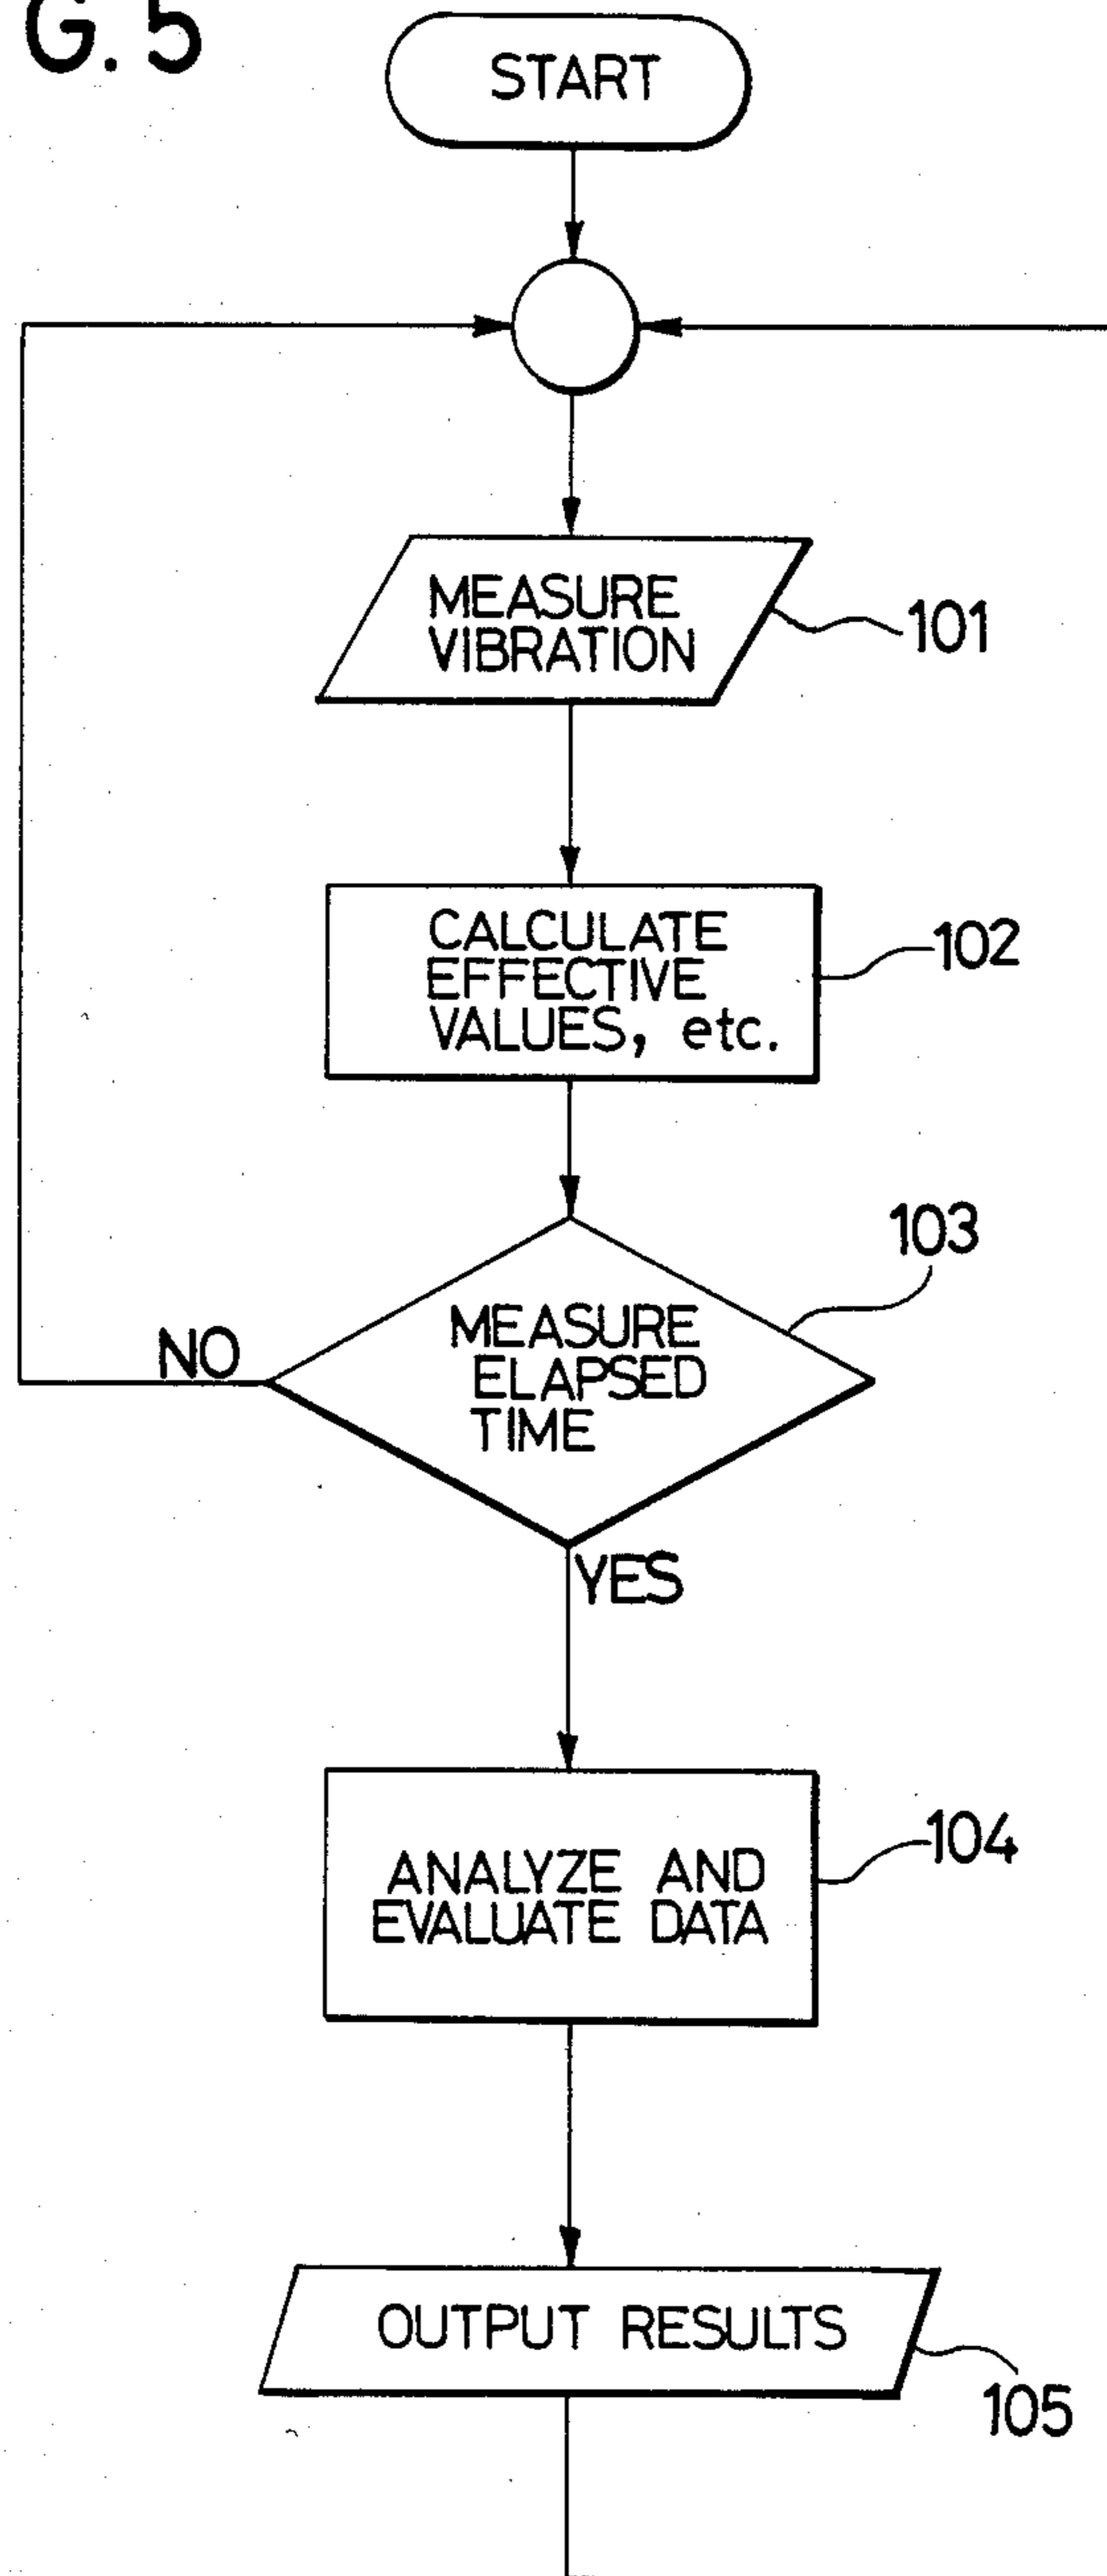 G. 5
START
MEASURE
VIBRATION
101
CALCULATE
EFFECTIVE
VALUES, etc.
102
103
MEASURE
ELAPSED
TIME
NO
YES
ANALYZE AND
EVALUATE DATA
104
OUTPUT RESULTS
105